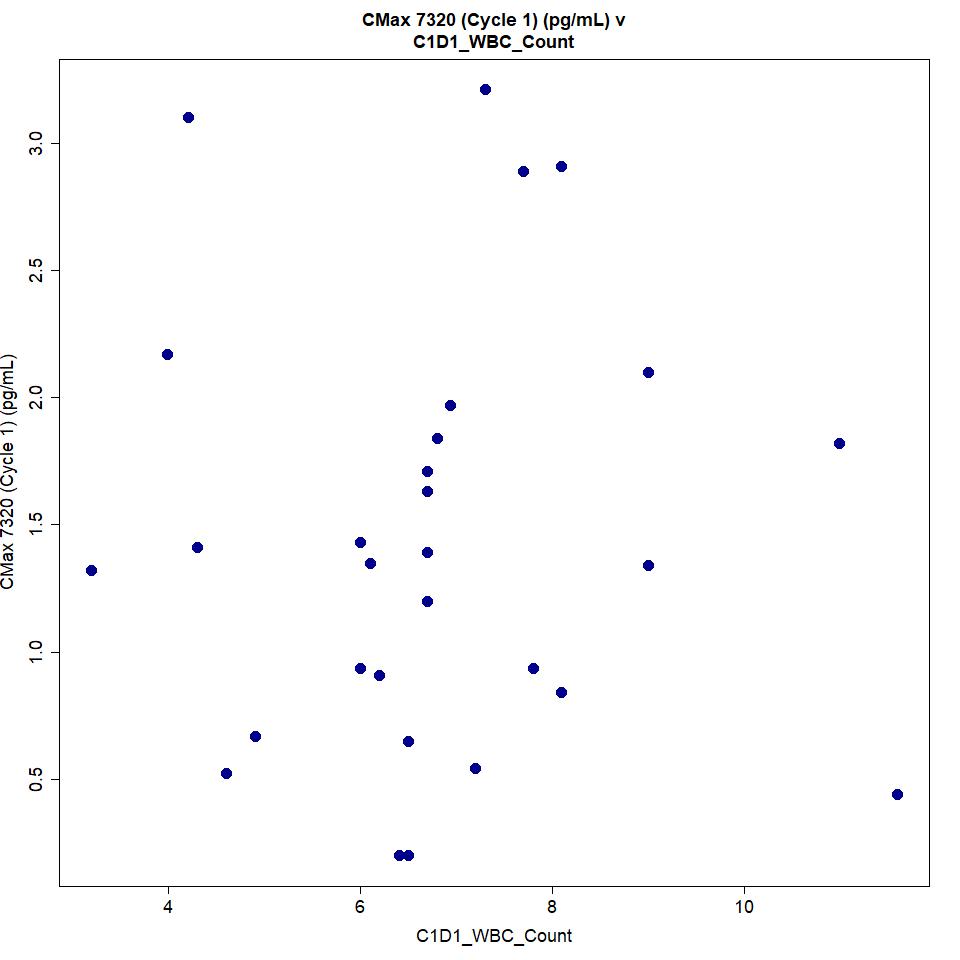 CMax 7320 (Cycle 1) (pg/mL) v
C1D1_WBC_Count
CMax 7320 (Cycle 1) (pg/mL)
3.0
2.5
2.0
1.5
1.0
0.5
4
6
8
10
C1D1_WBC_Count